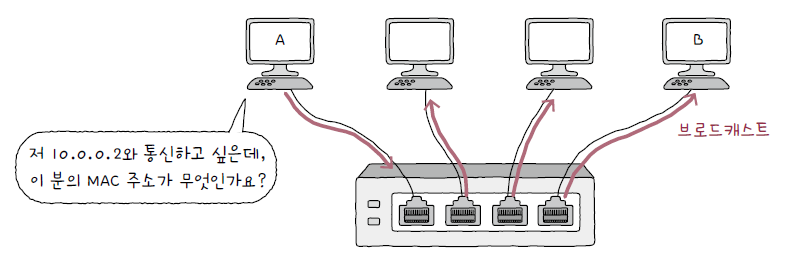 A
B
브로드캐스트
저 10.0.0.2와 통신하고 싶은데,
이 분의 MAC 주소가 무엇인가요?